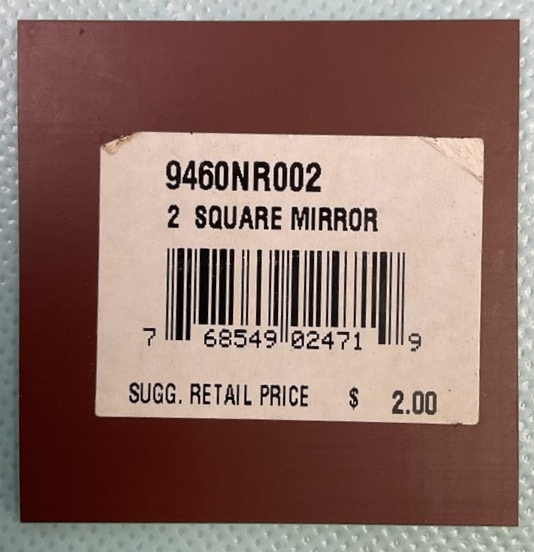 9460NR002
2 SQUARE MIRROR
7 68549 02471 9
SUGG. RETAIL PRICE $ 2.00